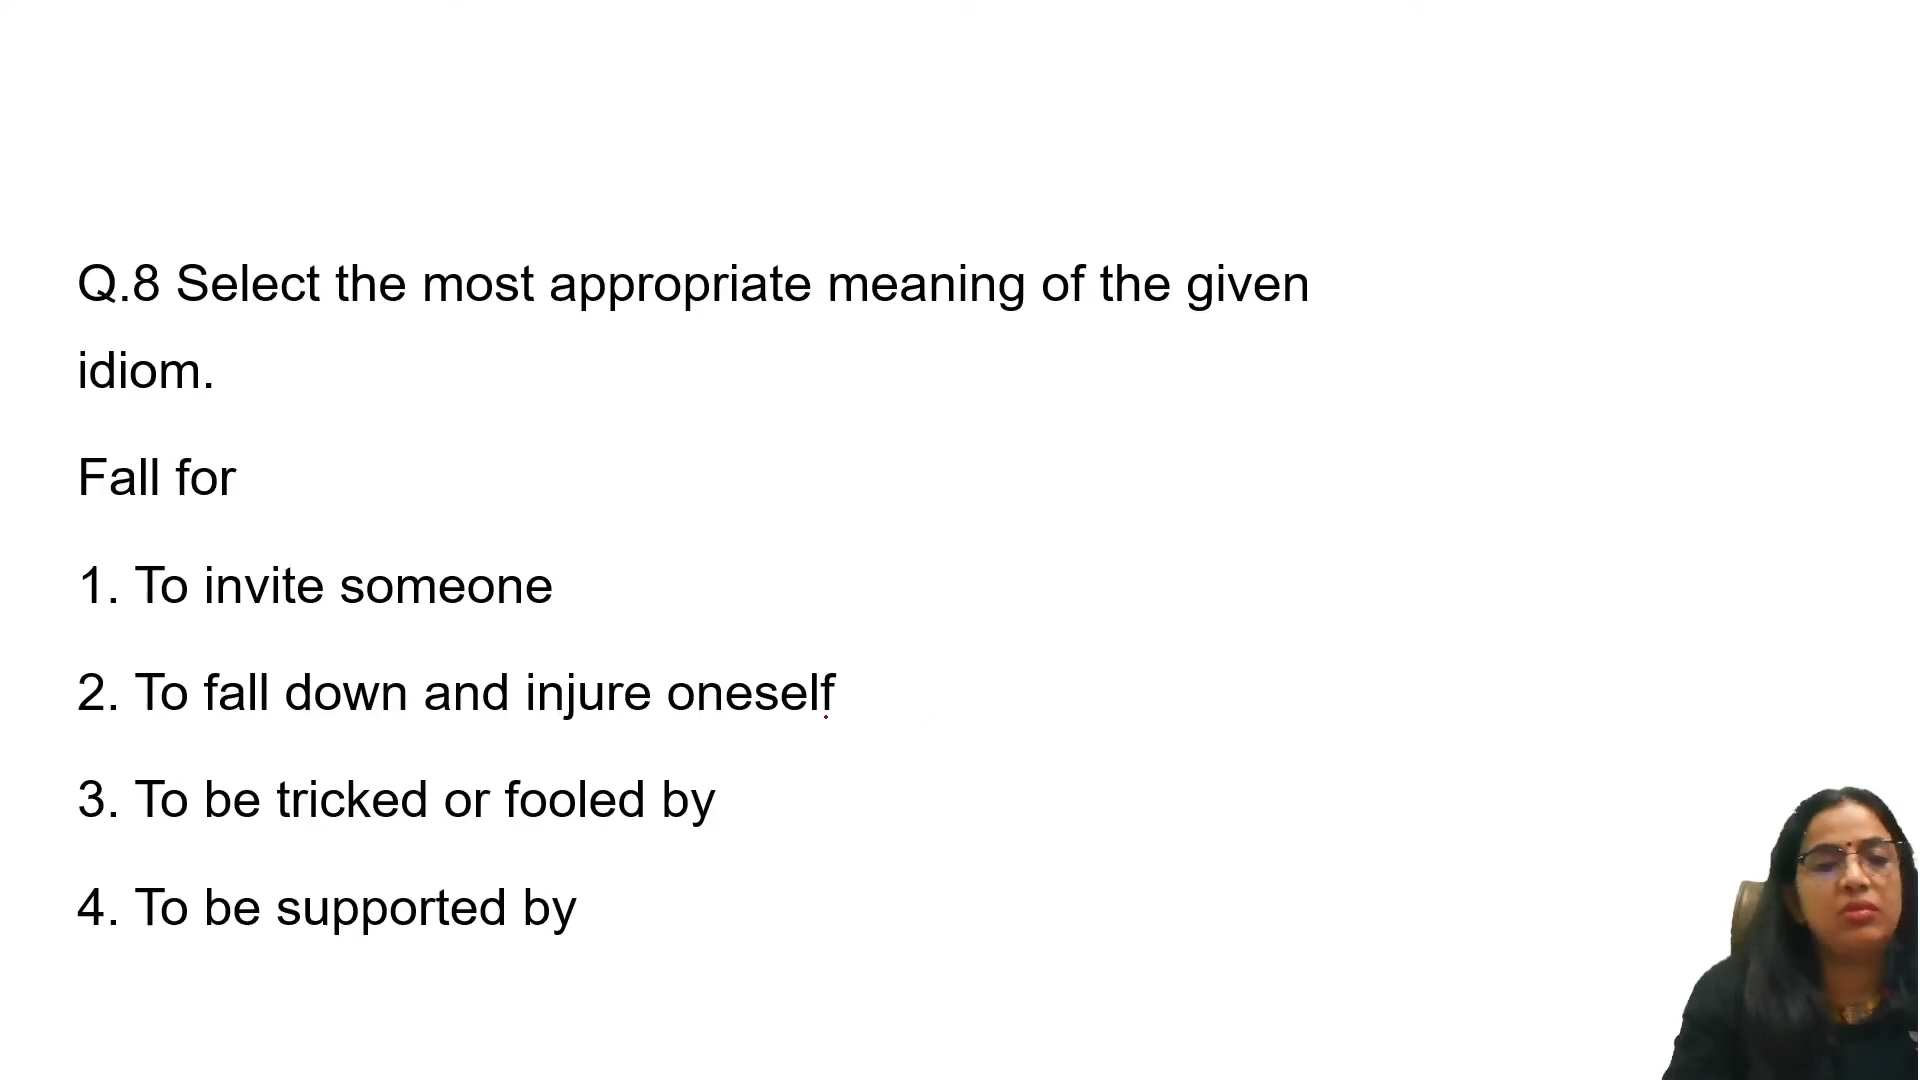 Q.8 Select the most appropriate meaning of the given
idiom.
Fall for
1. To invite someone
2. To fall down and injure oneself
3. To be tricked or fooled by
4. To be supported by